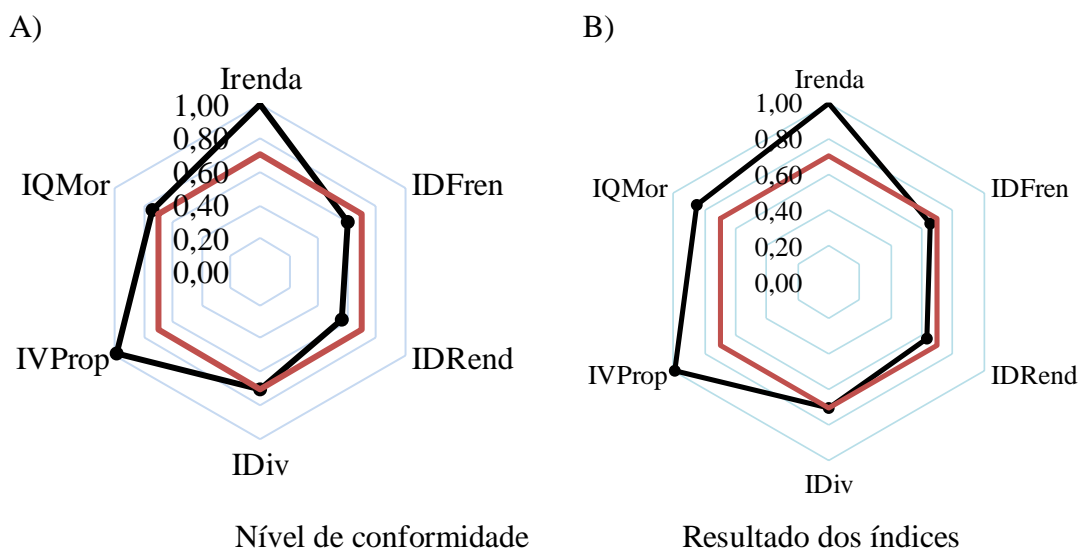 A)
Irenda
1,00
0,80
0,60
0,40
0,20
0,00
IQMor
IDFren
IVProp
IDRend
IDiv
B)
Irenda
1,00
0,80
0,60
0,40
0,20
0,00
IQMor
IDFren
IVProp
IDRend
IDiv
Nível de conformidade
Resultado dos índices